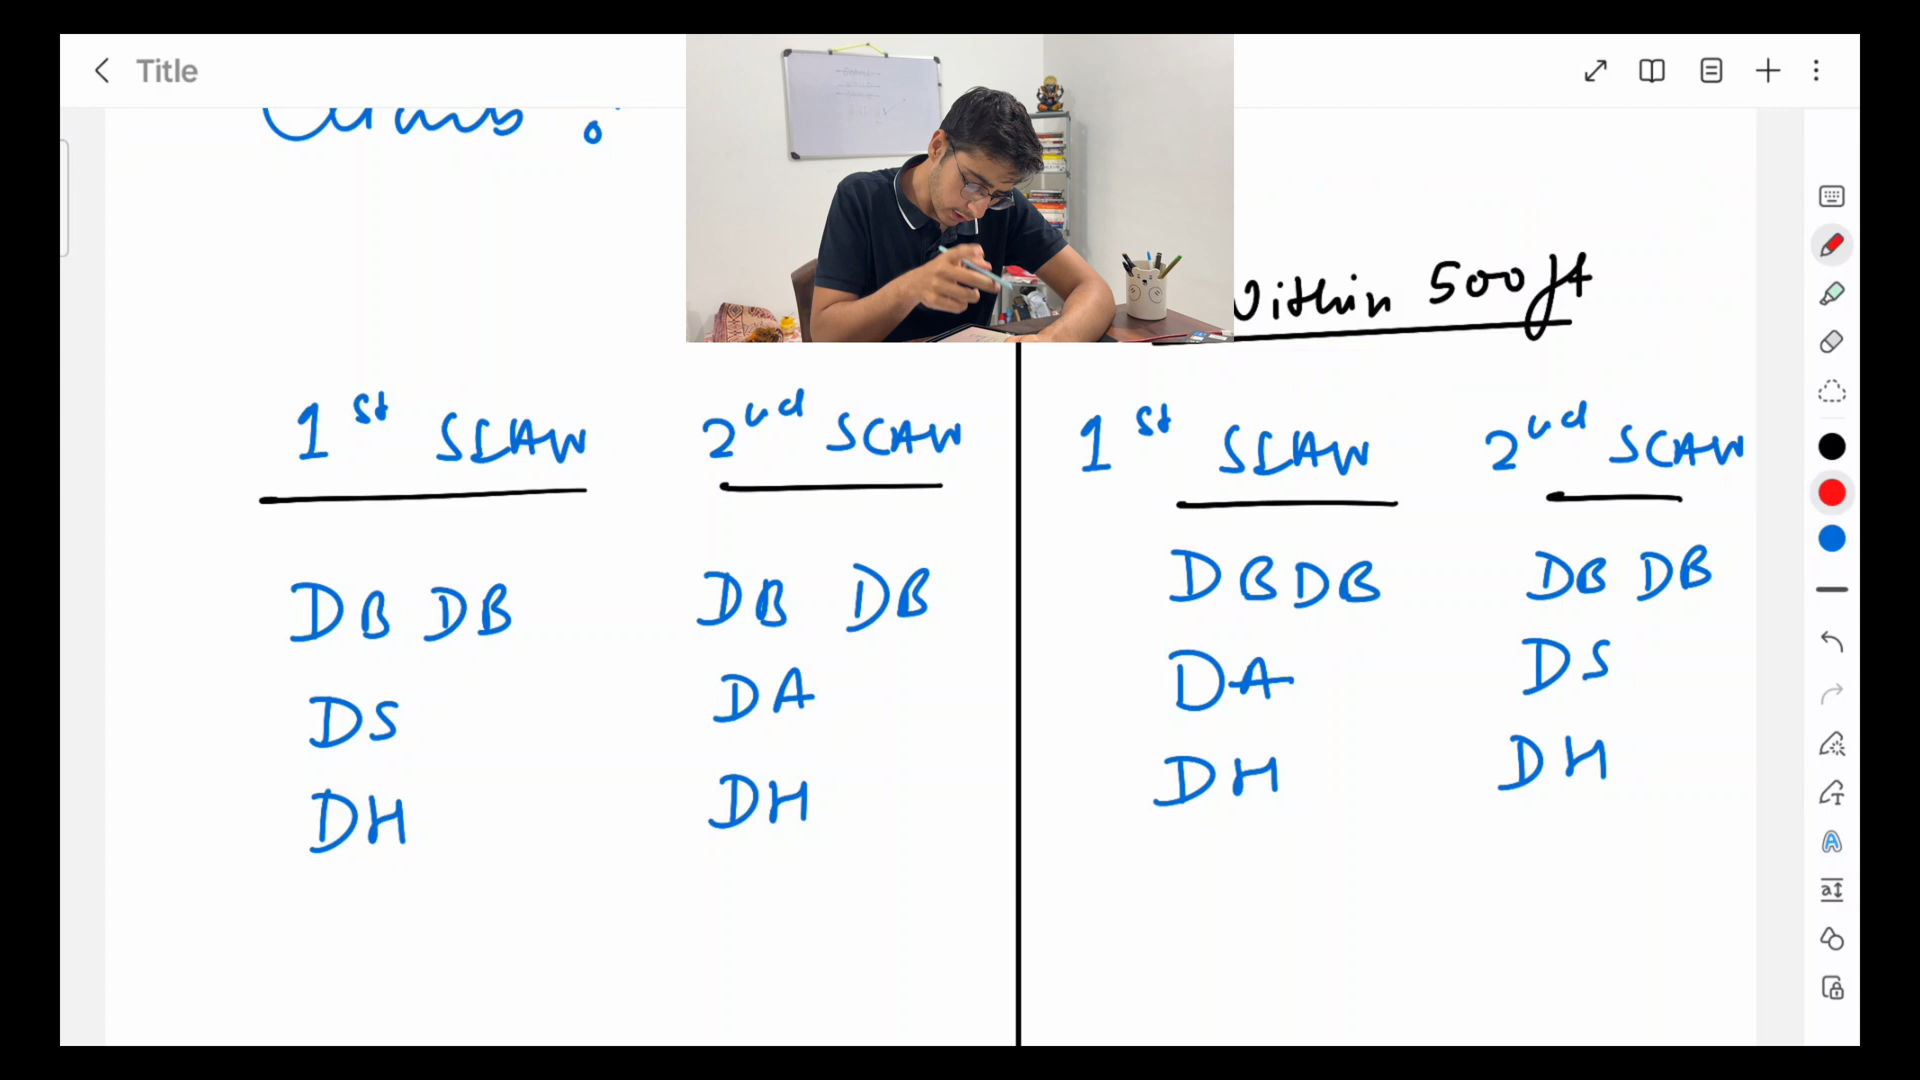 Title
Climb :
Within 500ft
1st SCAN 2nd SCAN
DB DB DB DB
DS DA
DH DH
1st SCAN 2nd SCAN
DB DB DB DB
DA DS
DH DH